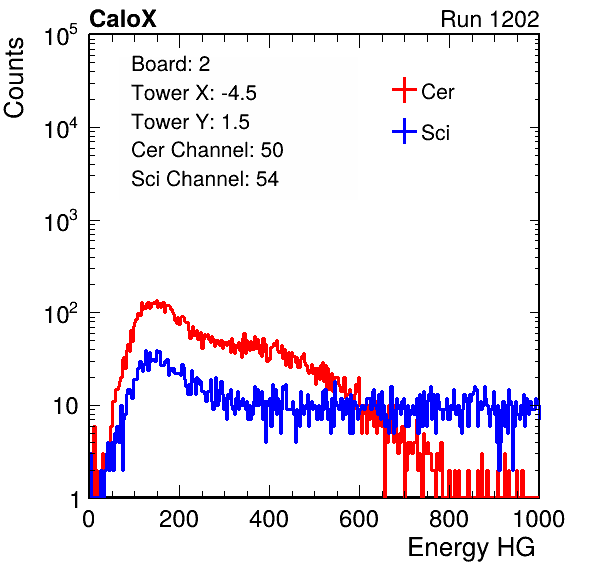 CaloX Run 1202
Counts
Board: 2
Tower X: -4.5
Tower Y: 1.5
Cer Channel: 50
Sci Channel: 54
Cer
Sci
10^5
10^4
10^3
10^2
10
1
0 200 400 600 800 1000
Energy HG